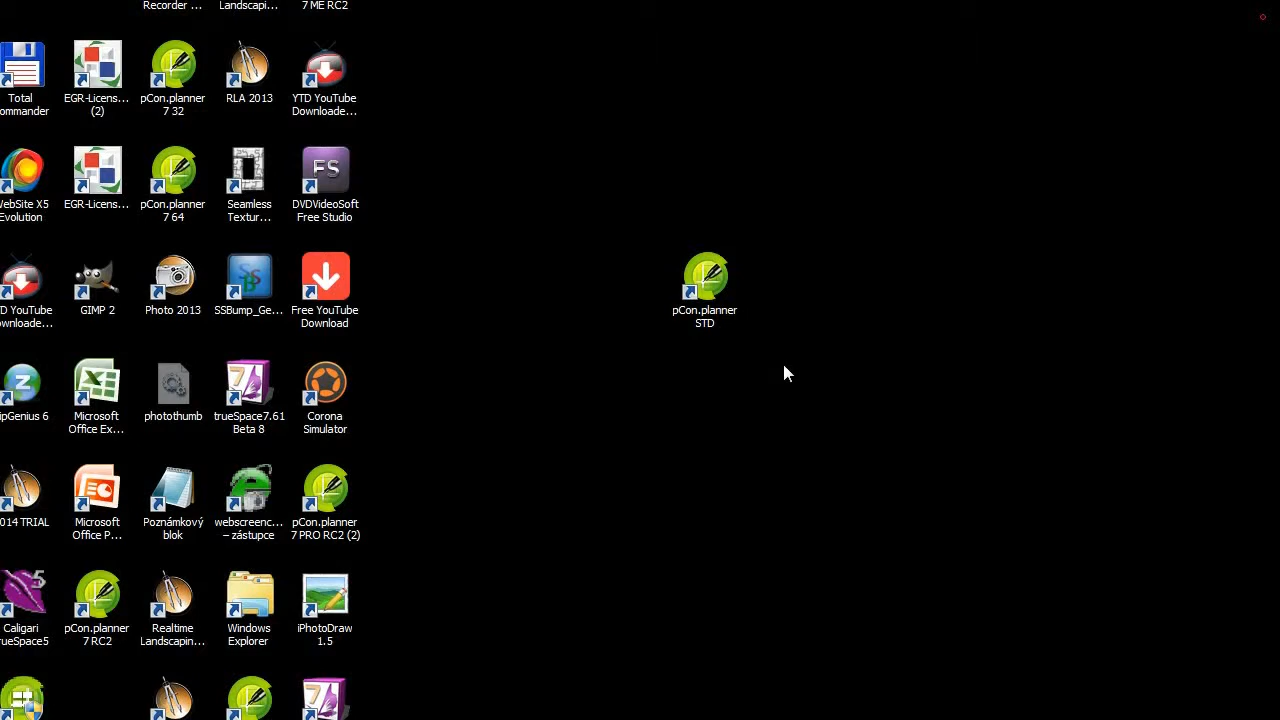 Recorder ...
Landscapi...
7 ME RC2
Total
ommander
EGR-Licens...
(2)
pCon.planner
7 32
RLA 2013
YTD YouTube
Downloade...
WebSite X5
Evolution
EGR-Licens...
pCon.planner
7 64
Seamless
Textur...
FS
DVDVideoSoft
Free Studio
D YouTube
ownloade...
GIMP 2
Photo 2013
SSBump_Ge...
Free YouTube
Download
pCon.planner
STD
ipGenius 6
Microsoft
Office Ex...
photothumb
7
trueSpace7.61
Beta 8
Corona
Simulator
014 TRIAL
Microsoft
Office P...
Poznámkový
blok
webscreenc...
– zástupce
pCon.planner
7 PRO RC2 (2)
5
Caligari
rueSpace5
pCon.planner
7 RC2
Realtime
Landscapin...
Windows
Explorer
iPhotoDraw
1.5
7